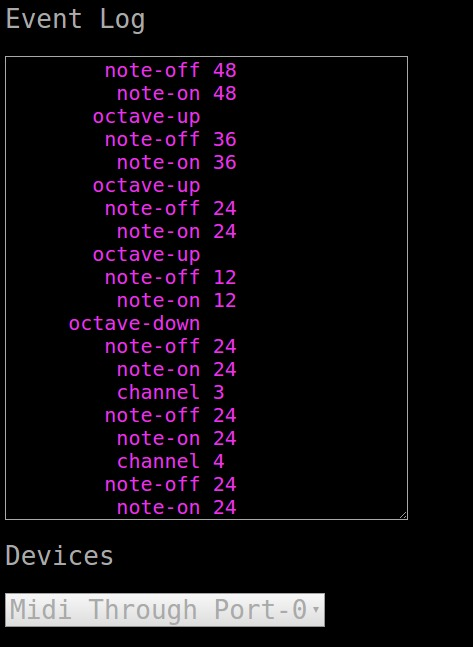 Event Log
note-off 48
note-on 48
octave-up
note-off 36
note-on 36
octave-up
note-off 24
note-on 24
octave-up
note-off 12
note-on 12
octave-down
note-off 24
note-on 24
channel 3
note-off 24
note-on 24
channel 4
note-off 24
note-on 24
Devices
Midi Through Port-0